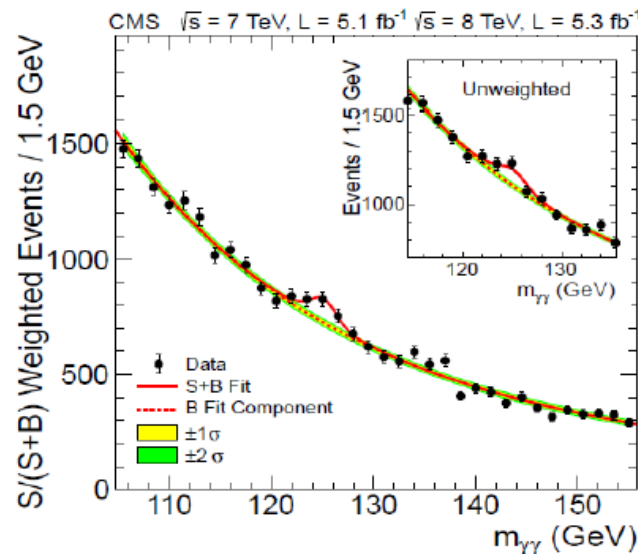 CMS √s = 7 TeV, L = 5.1 fb⁻¹ √s = 8 TeV, L = 5.3 fb⁻¹
S/(S+B) Weighted Events / 1.5 GeV
1500
1000
500
0
Unweighted
Events / 1.5 GeV
1500
1000
120 130
mγγ (GeV)
Data
S+B Fit
B Fit Component
±1σ
±2 σ
110 120 130 140 150
mγγ (GeV)